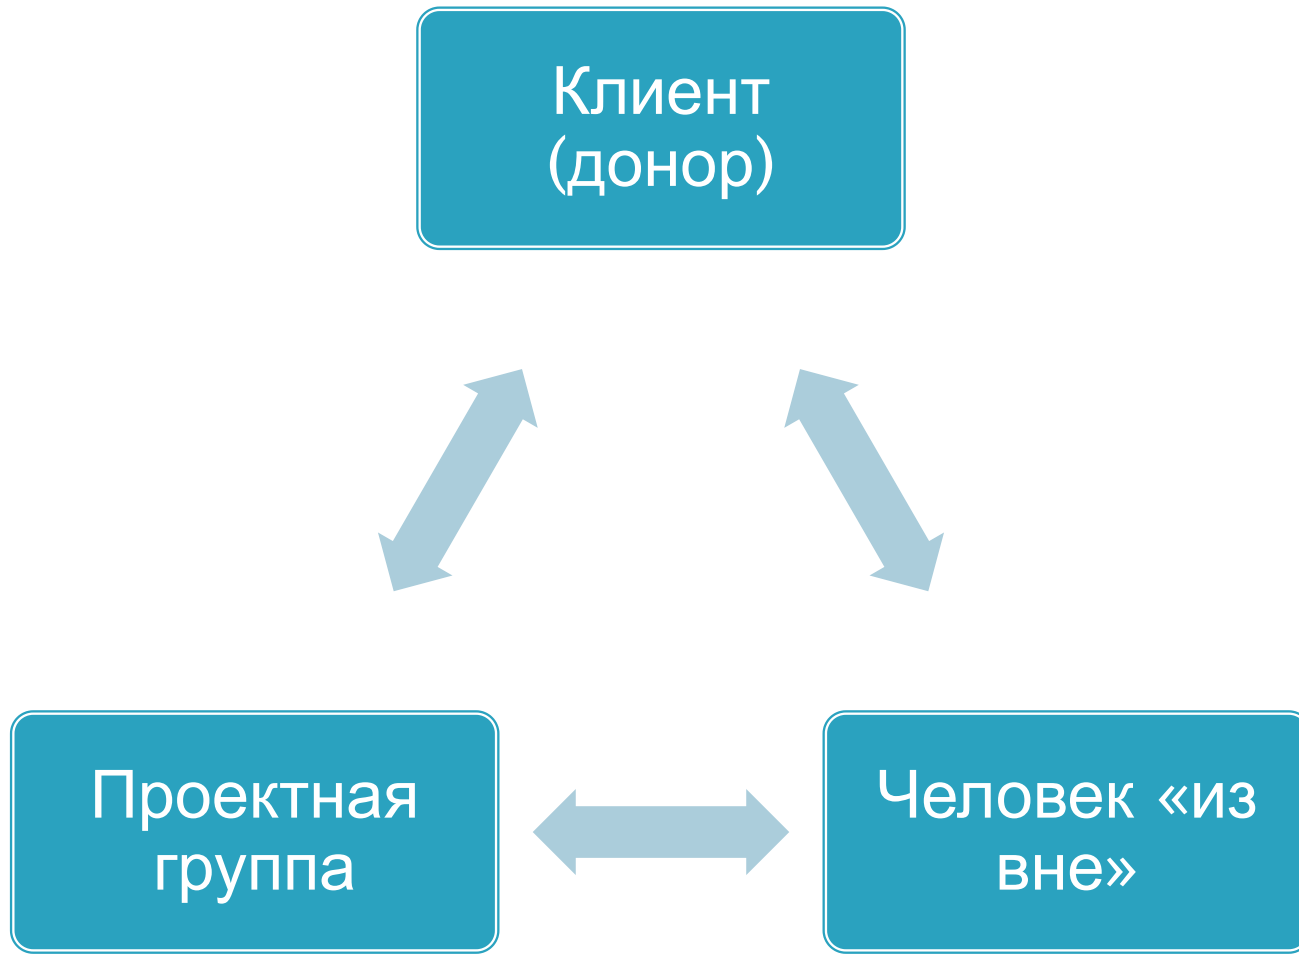 Клиент
(донор)
Проектная
группа
Человек «из
вне»